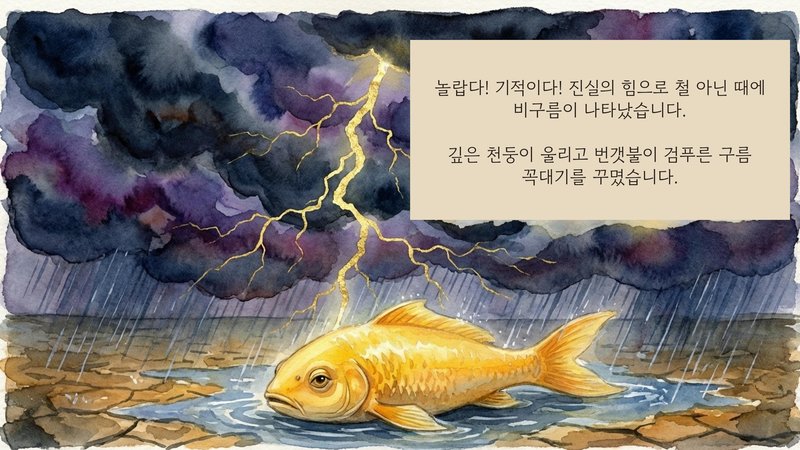 놀랍다! 기적이다! 진실의 힘으로 철 아닌 때에
비구름이 나타났습니다.
깊은 천둥이 울리고 번갯불이 검푸른 구름
꼭대기를 꾸몄습니다.